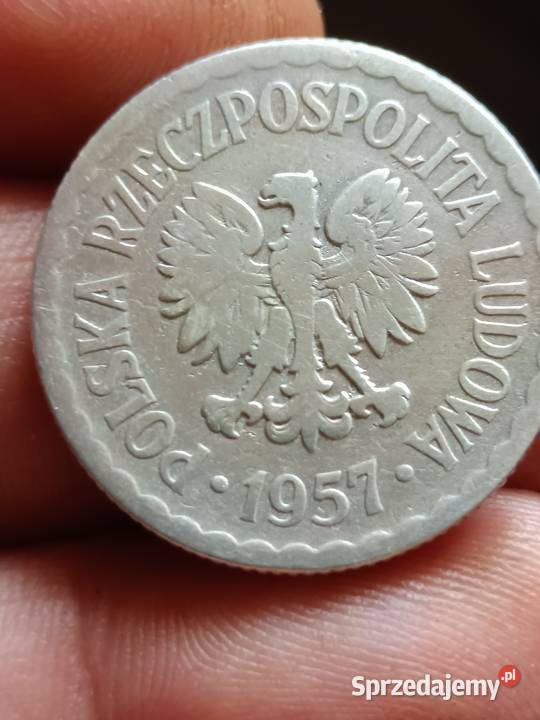 POLSKA RZECZPOSPOLITA LUDOWA
· 1957 ·
Sprzedajemy.pl